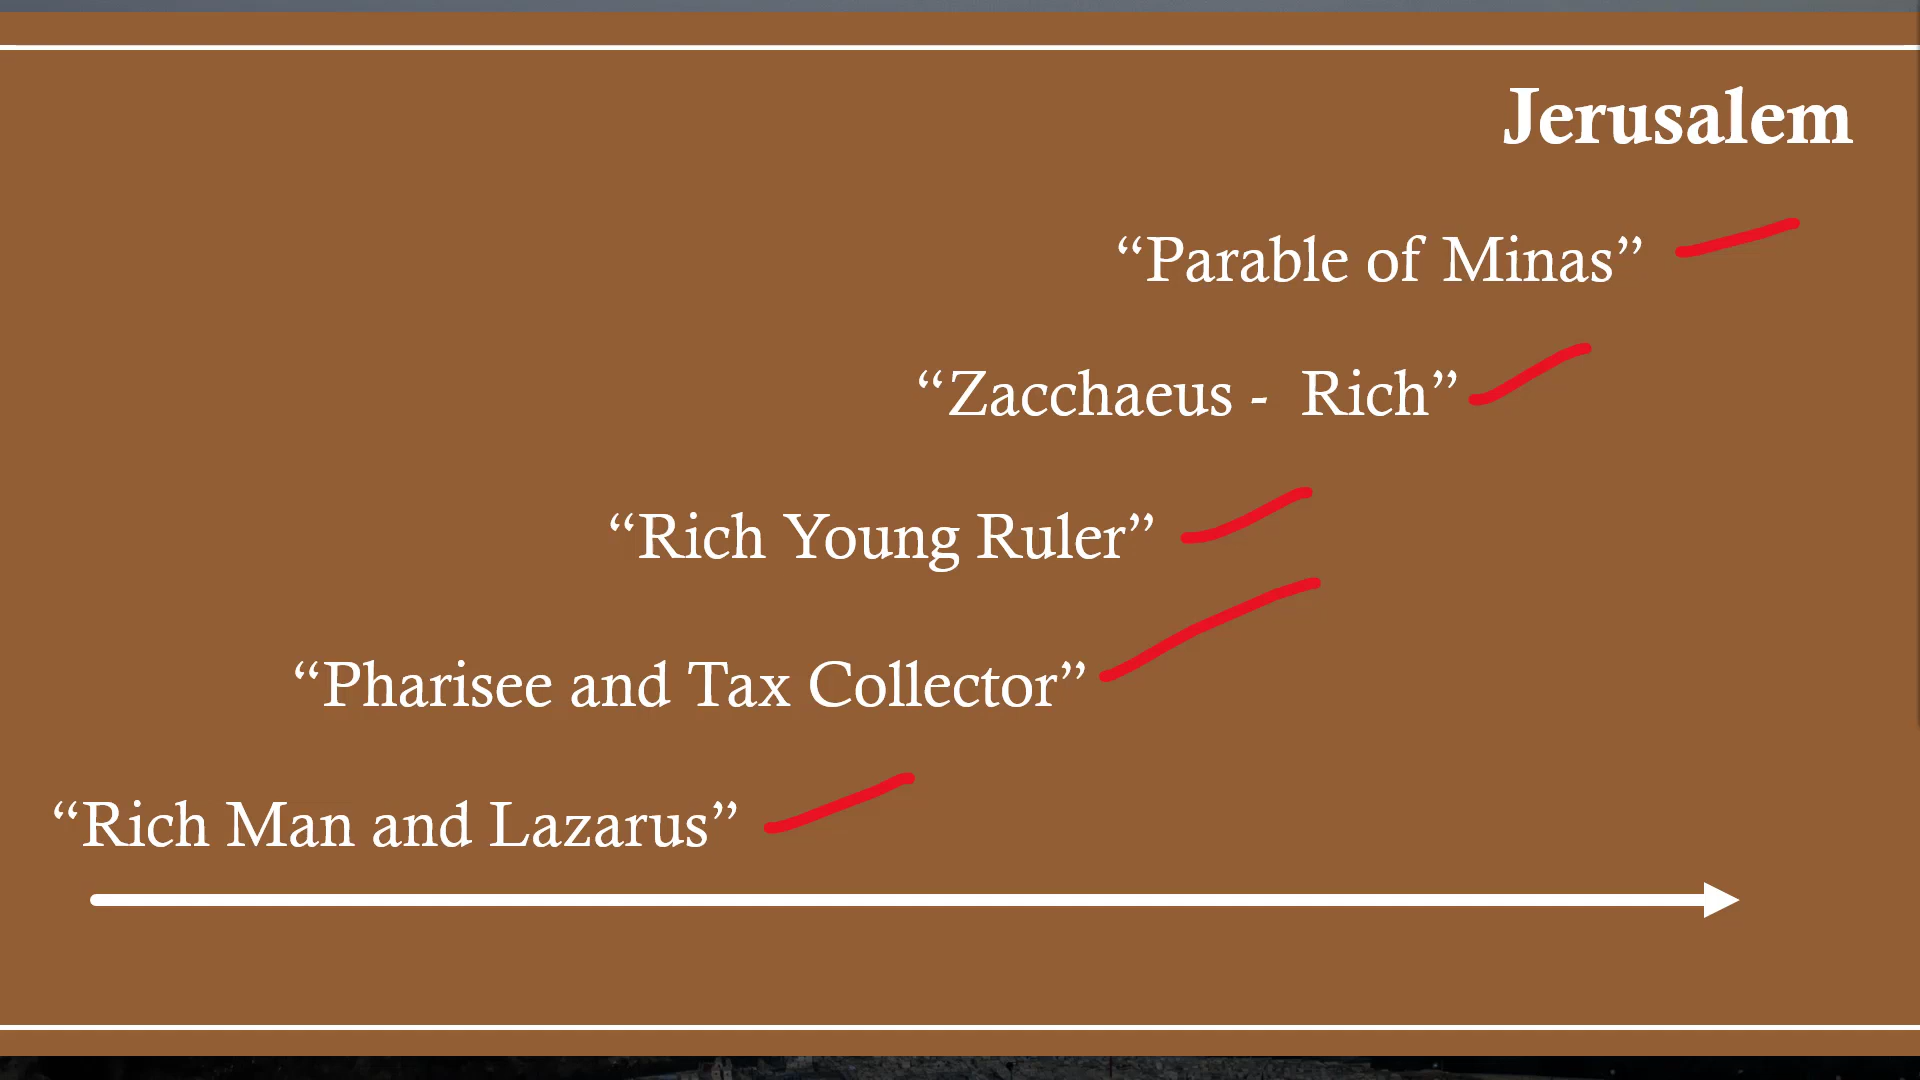 Jerusalem
“Parable of Minas”
“Zacchaeus -  Rich”
“Rich Young Ruler”
“Pharisee and Tax Collector”
“Rich Man and Lazarus”